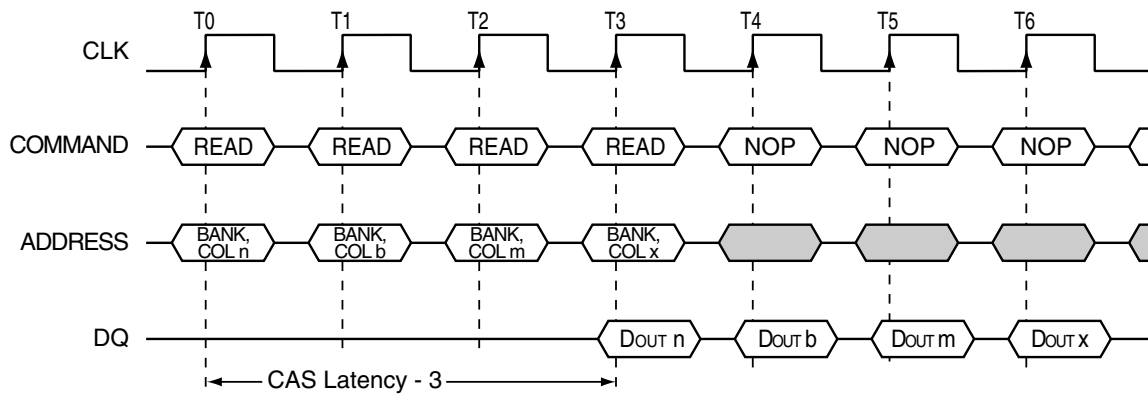 T0 T1 T2 T3 T4 T5 T6
CLK
COMMAND READ READ READ READ NOP NOP NOP
ADDRESS BANK, COL n BANK, COL b BANK, COL m BANK, COL x
DQ DOUT n DOUT b DOUT m DOUT x
CAS Latency - 3